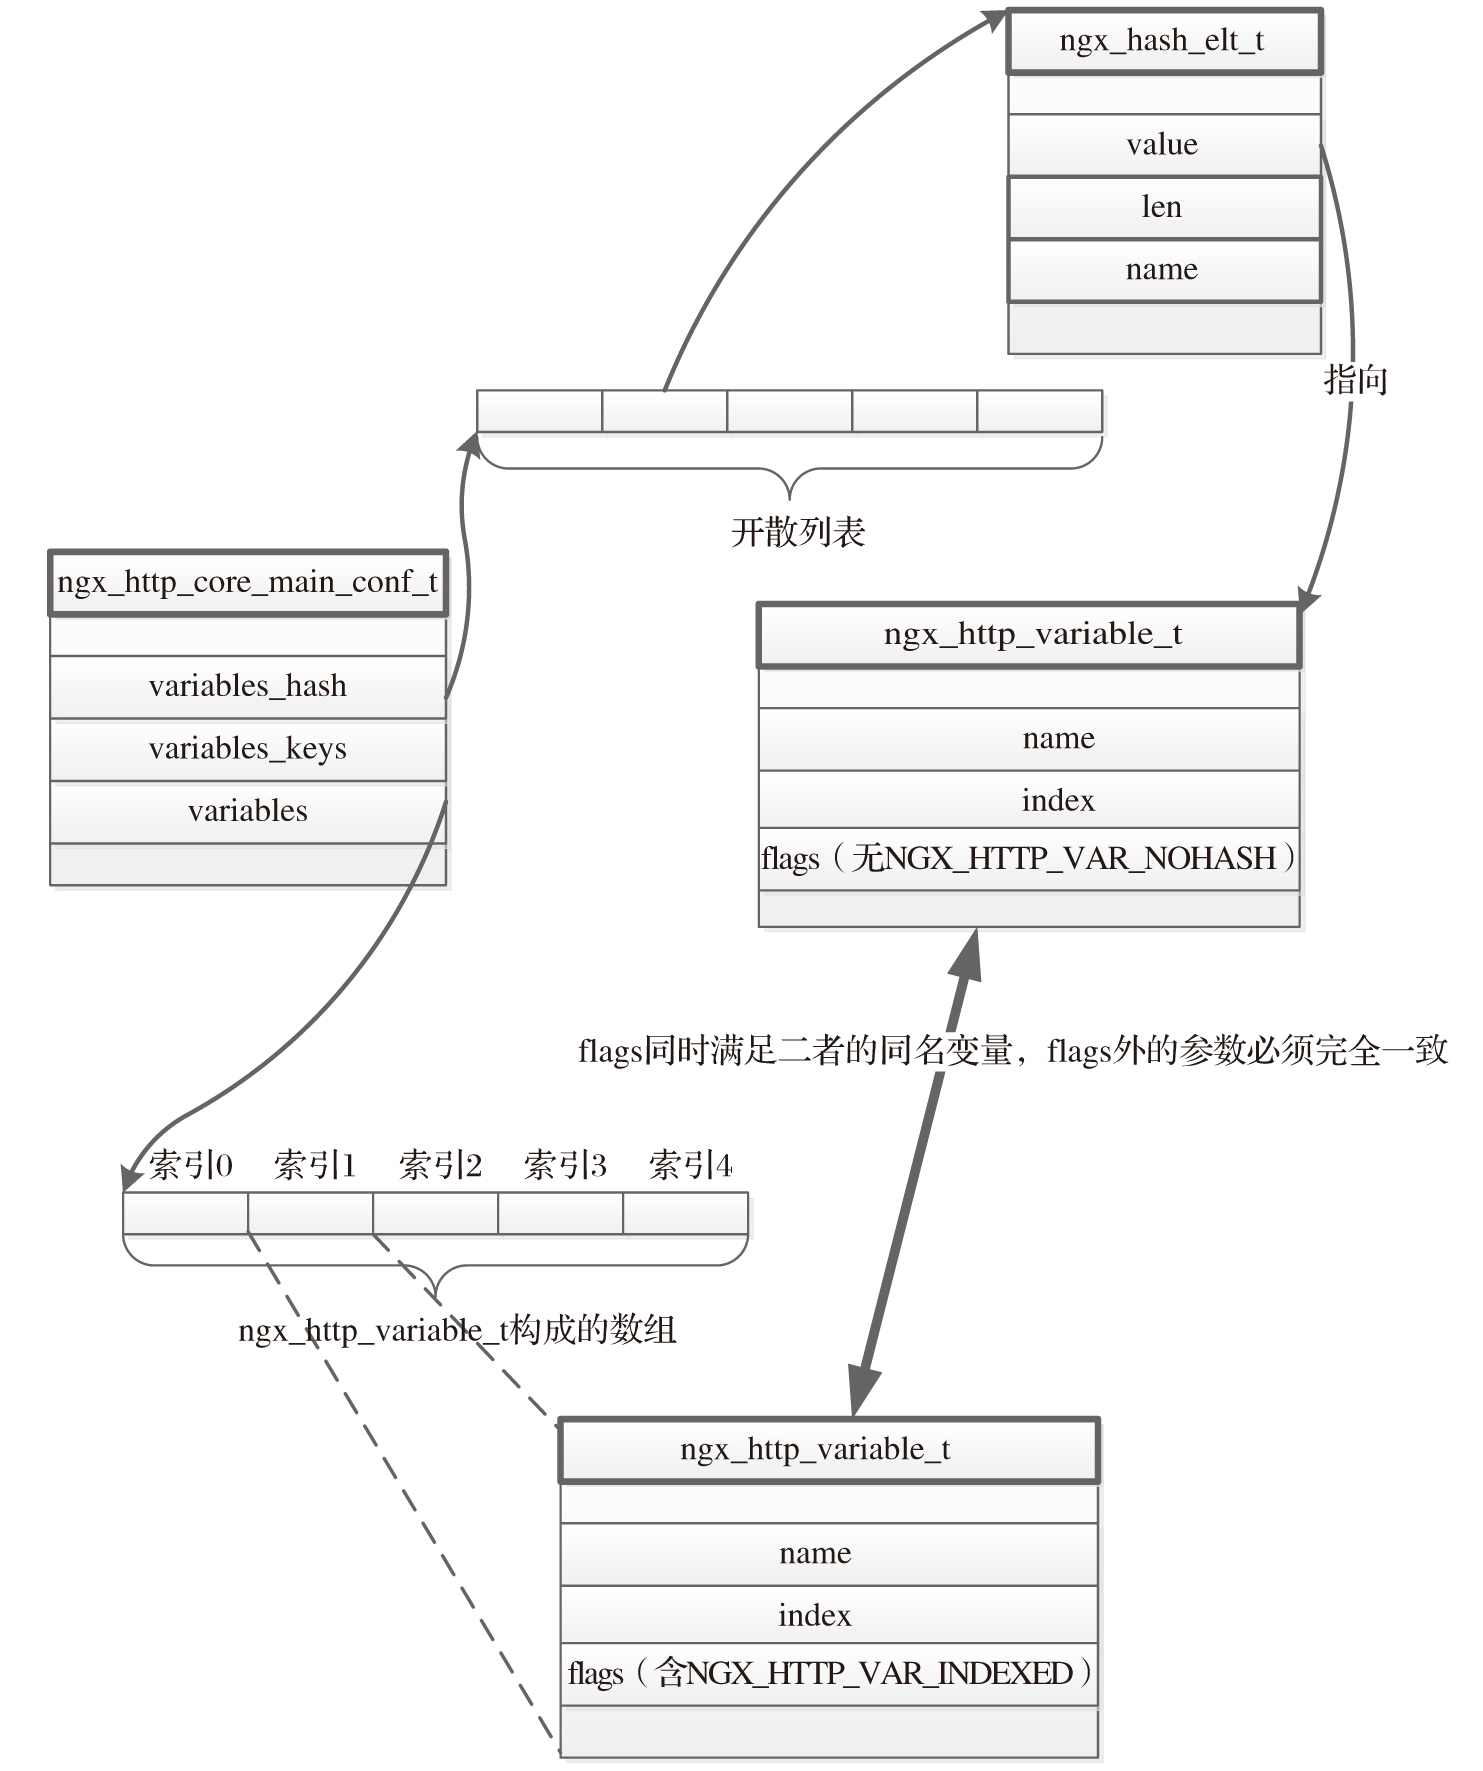 ngx_hash_elt_t
value
len
name
指向
开散列表
ngx_http_core_main_conf_t
variables_hash
variables_keys
variables
ngx_http_variable_t
name
index
flags（无NGX_HTTP_VAR_NOHASH）
flags同时满足二者的同名变量，flags外的参数必须完全一致
索引0 索引1 索引2 索引3 索引4
ngx_http_variable_t构成的数组
ngx_http_variable_t
name
index
flags（含NGX_HTTP_VAR_INDEXED）